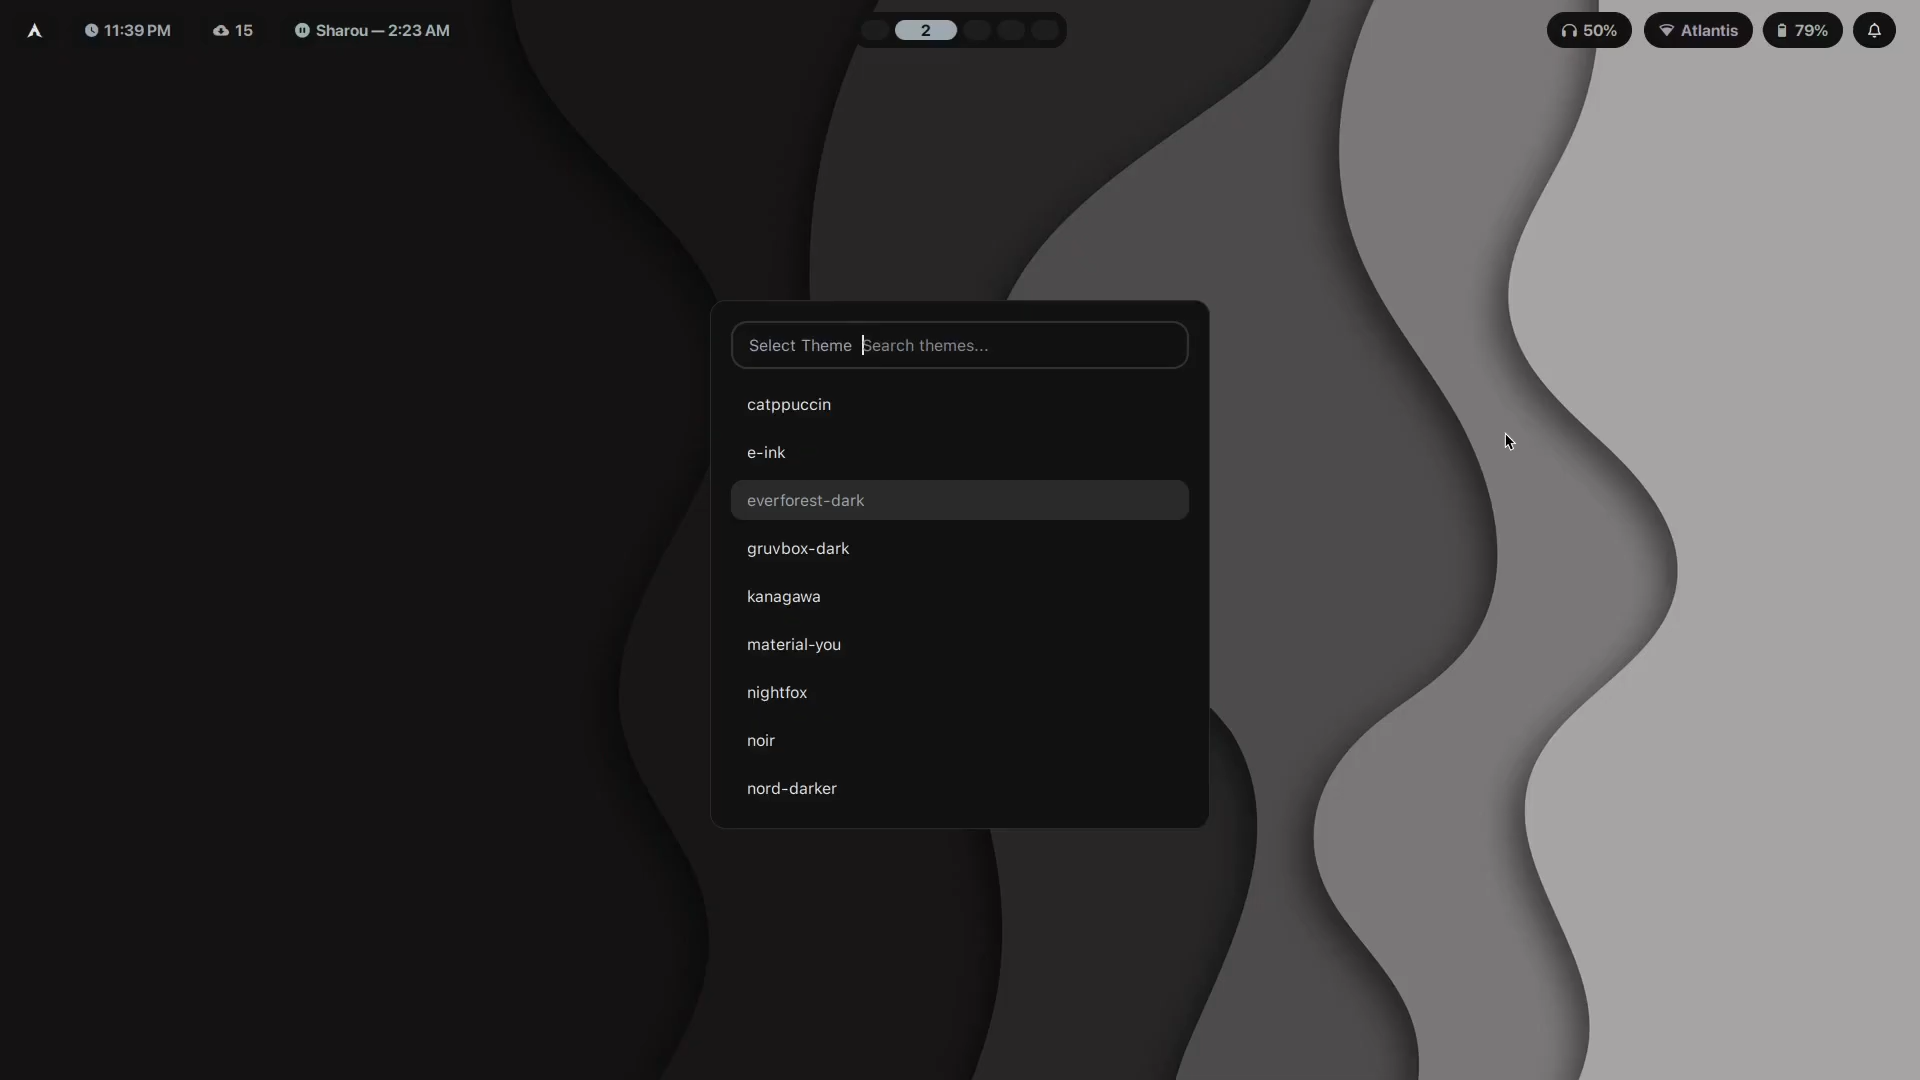 11:39 PM
15
Sharou — 2:23 AM
2
50%
Atlantis
79%
Select Theme Search themes...
catppuccin
e-ink
everforest-dark
gruvbox-dark
kanagawa
material-you
nightfox
noir
nord-darker